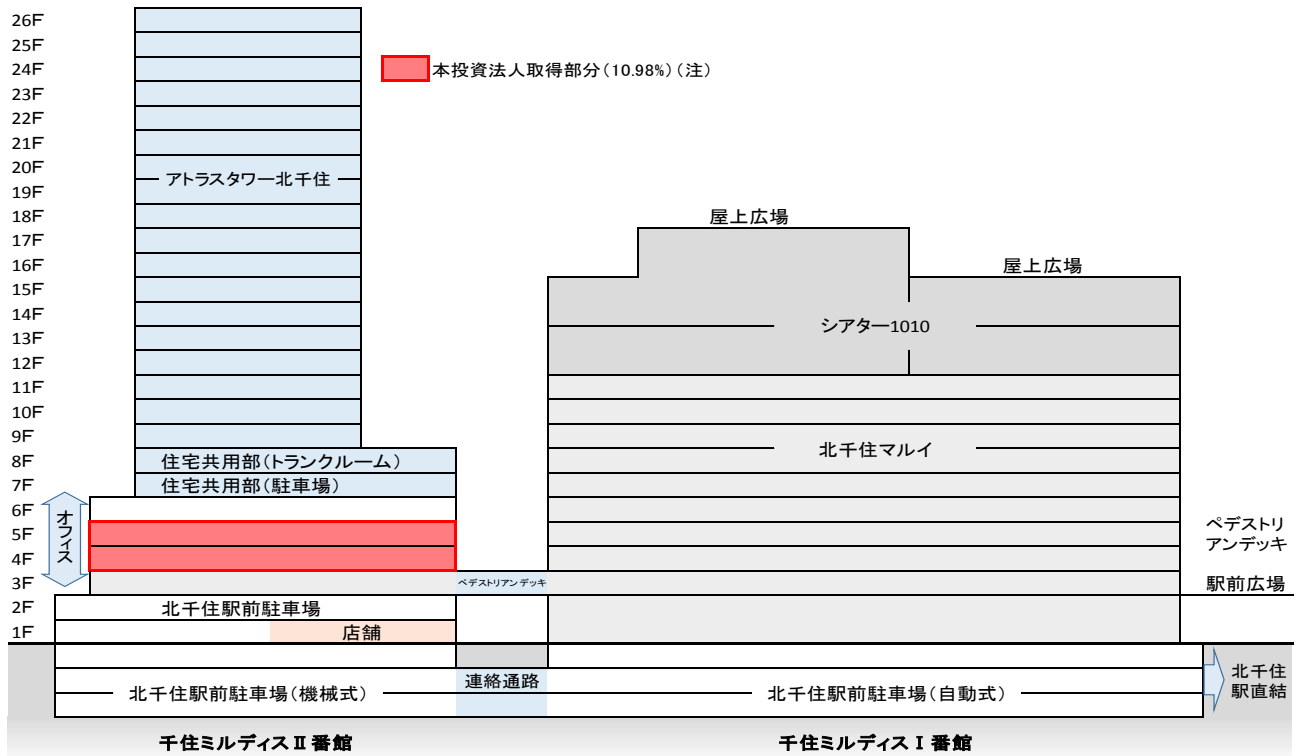 26F
25F
24F
本投資法人取得部分(10.98%)(注)
23F
22F
21F
20F
アトラスタワー北千住
19F
18F
屋上広場
17F
16F
屋上広場
15F
14F
シアター1010
13F
12F
11F
10F
9F
北千住マルイ
8F
住宅共用部(トランクルーム)
7F
住宅共用部(駐車場)
6F
オフィス
5F
ペデストリ
アンデッキ
4F
3F
ペデストリアンデッキ
駅前広場
2F
北千住駅前駐車場
1F
店舗
連絡通路
北千住駅前駐車場(機械式)
北千住駅前駐車場(自動式)
北千住
駅直結
千住ミルディスⅡ番館
千住ミルディスⅠ番館